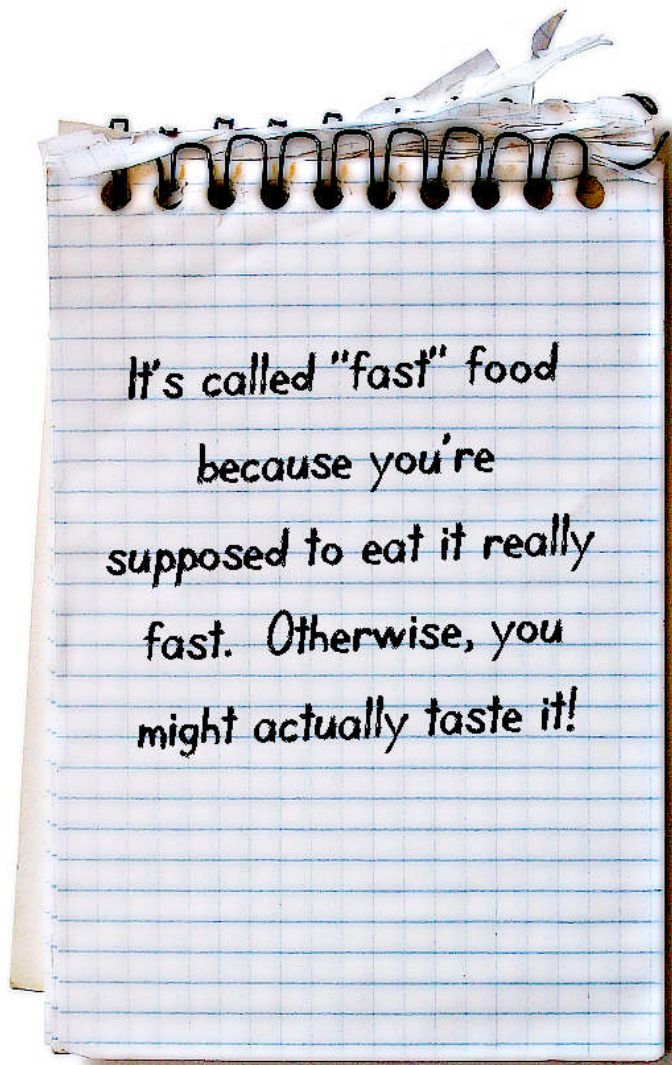 It's called "fast" food
because you're
supposed to eat it really
fast. Otherwise, you
might actually taste it!